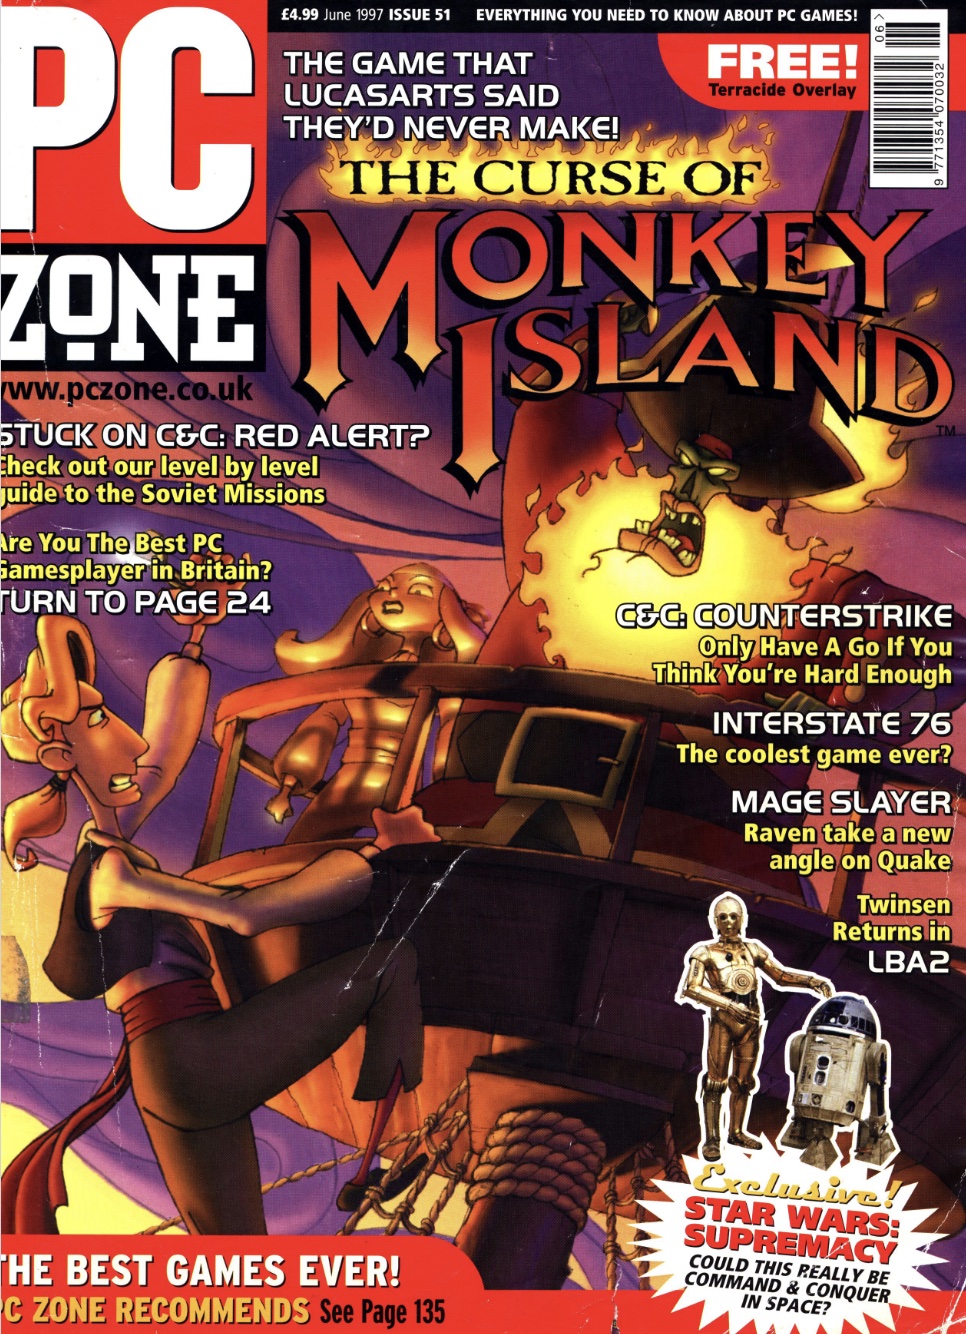 PC
ZONE
www.pczone.co.uk
£4.99 June 1997 ISSUE 51 EVERYTHING YOU NEED TO KNOW ABOUT PC GAMES!
06>
9 771354 070032
FREE!
Terracide Overlay
THE GAME THAT
LUCASARTS SAID
THEY'D NEVER MAKE!
THE CURSE OF
MONKEY
ISLAND
TM
STUCK ON C&C: RED ALERT?
Check out our level by level
guide to the Soviet Missions
Are You The Best PC
Gamesplayer in Britain?
TURN TO PAGE 24
C&C: COUNTERSTRIKE
Only Have A Go If You
Think You're Hard Enough
INTERSTATE 76
The coolest game ever?
MAGE SLAYER
Raven take a new
angle on Quake
Twinsen
Returns in
LBA2
Exclusive!
STAR WARS:
SUPREMACY
COULD THIS REALLY BE
COMMAND & CONQUER
IN SPACE?
THE BEST GAMES EVER!
PC ZONE RECOMMENDS See Page 135